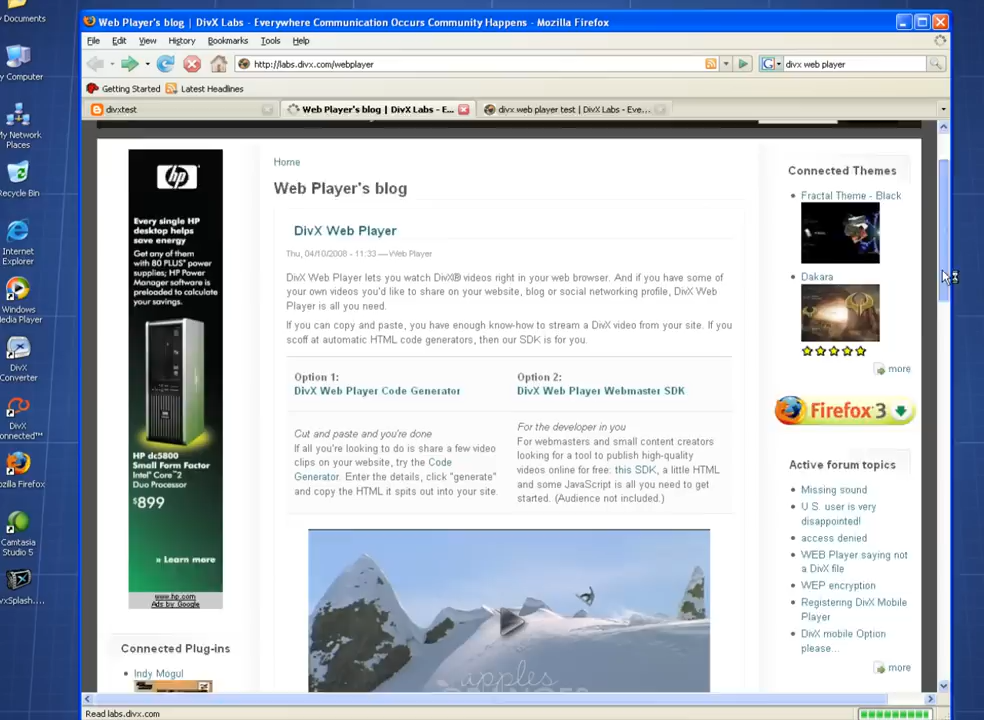 y Documents
Web Player's blog | DivX Labs - Everywhere Communication Occurs Community Happens - Mozilla Firefox
File Edit View History Bookmarks Tools Help
http://labs.divx.com/webplayer
divx web player
Getting Started Latest Headlines
divxtest
Web Player's blog | DivX Labs - E...
divx web player test | DivX Labs - Eve...
y Computer
My Network
Places
Recycle Bin
Internet
Explorer
Windows
edia Player
DivX
Converter
DivX
onnected™
ozilla Firefox
Camtasia
Studio 5
vxSplash....
hp
Every single HP
desktop helps
save energy
Get any of them
with 80 PLUS® power
supplies; HP Power
Manager software is
preloaded to calculate
your savings.
HP dc5800
Small Form Factor
Intel® Core™2
Duo Processor
$899
» Learn more
www.hp.com
Ads by Google
Connected Plug-ins
Indy Mogul
Home
Web Player's blog
DivX Web Player
Thu, 04/10/2008 - 11:33 — Web Player
DivX Web Player lets you watch DivX® videos right in your web browser. And if you have some of
your own videos you'd like to share on your website, blog or social networking profile, DivX Web
Player is all you need.
If you can copy and paste, you have enough know-how to stream a DivX video from your site. If you
scoff at automatic HTML code generators, then our SDK is for you.
Option 1:
DivX Web Player Code Generator
Cut and paste and you're done
If all you're looking to do is share a few video
clips on your website, try the Code
Generator. Enter the details, click "generate"
and copy the HTML it spits out into your site.
Option 2:
DivX Web Player Webmaster SDK
For the developer in you
For webmasters and small content creators
looking for a tool to publish high-quality
videos online for free: this SDK, a little HTML
and some JavaScript is all you need to get
started. (Audience not included.)
apples
Connected Themes
Fractal Theme - Black
Dakara
more
Firefox 3
Active forum topics
Missing sound
U.S. user is very
disappointed!
access denied
WEB Player saying not
a DivX file
WEP encryption
Registering DivX Mobile
Player
DivX mobile Option
please...
more
Read labs.divx.com